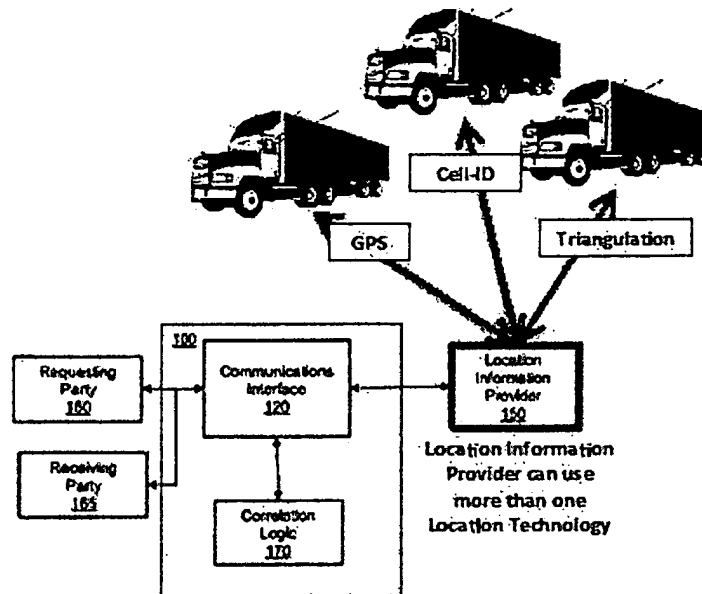 Cell-ID
GPS
Triangulation
100
Requesting
Party
160
Communications
Interface
120
Location
Information
Provider
150
Receiving
Party
165
Correlation
Logic
170
Location Information
Provider can use
more than one
Location Technology